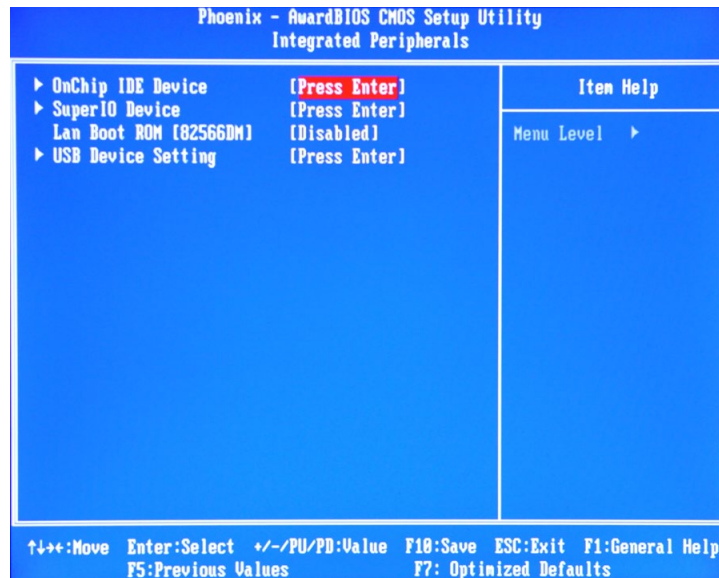 Phoenix - AwardBIOS CMOS Setup Utility
Integrated Peripherals
▶ OnChip IDE Device [Press Enter]
▶ SuperIO Device [Press Enter]
Lan Boot ROM [82566DM] [Disabled]
▶ USB Device Setting [Press Enter]
Item Help
Menu Level ▶
↑↓→←:Move Enter:Select +/-/PU/PD:Value F10:Save ESC:Exit F1:General Help
F5:Previous Values F7: Optimized Defaults